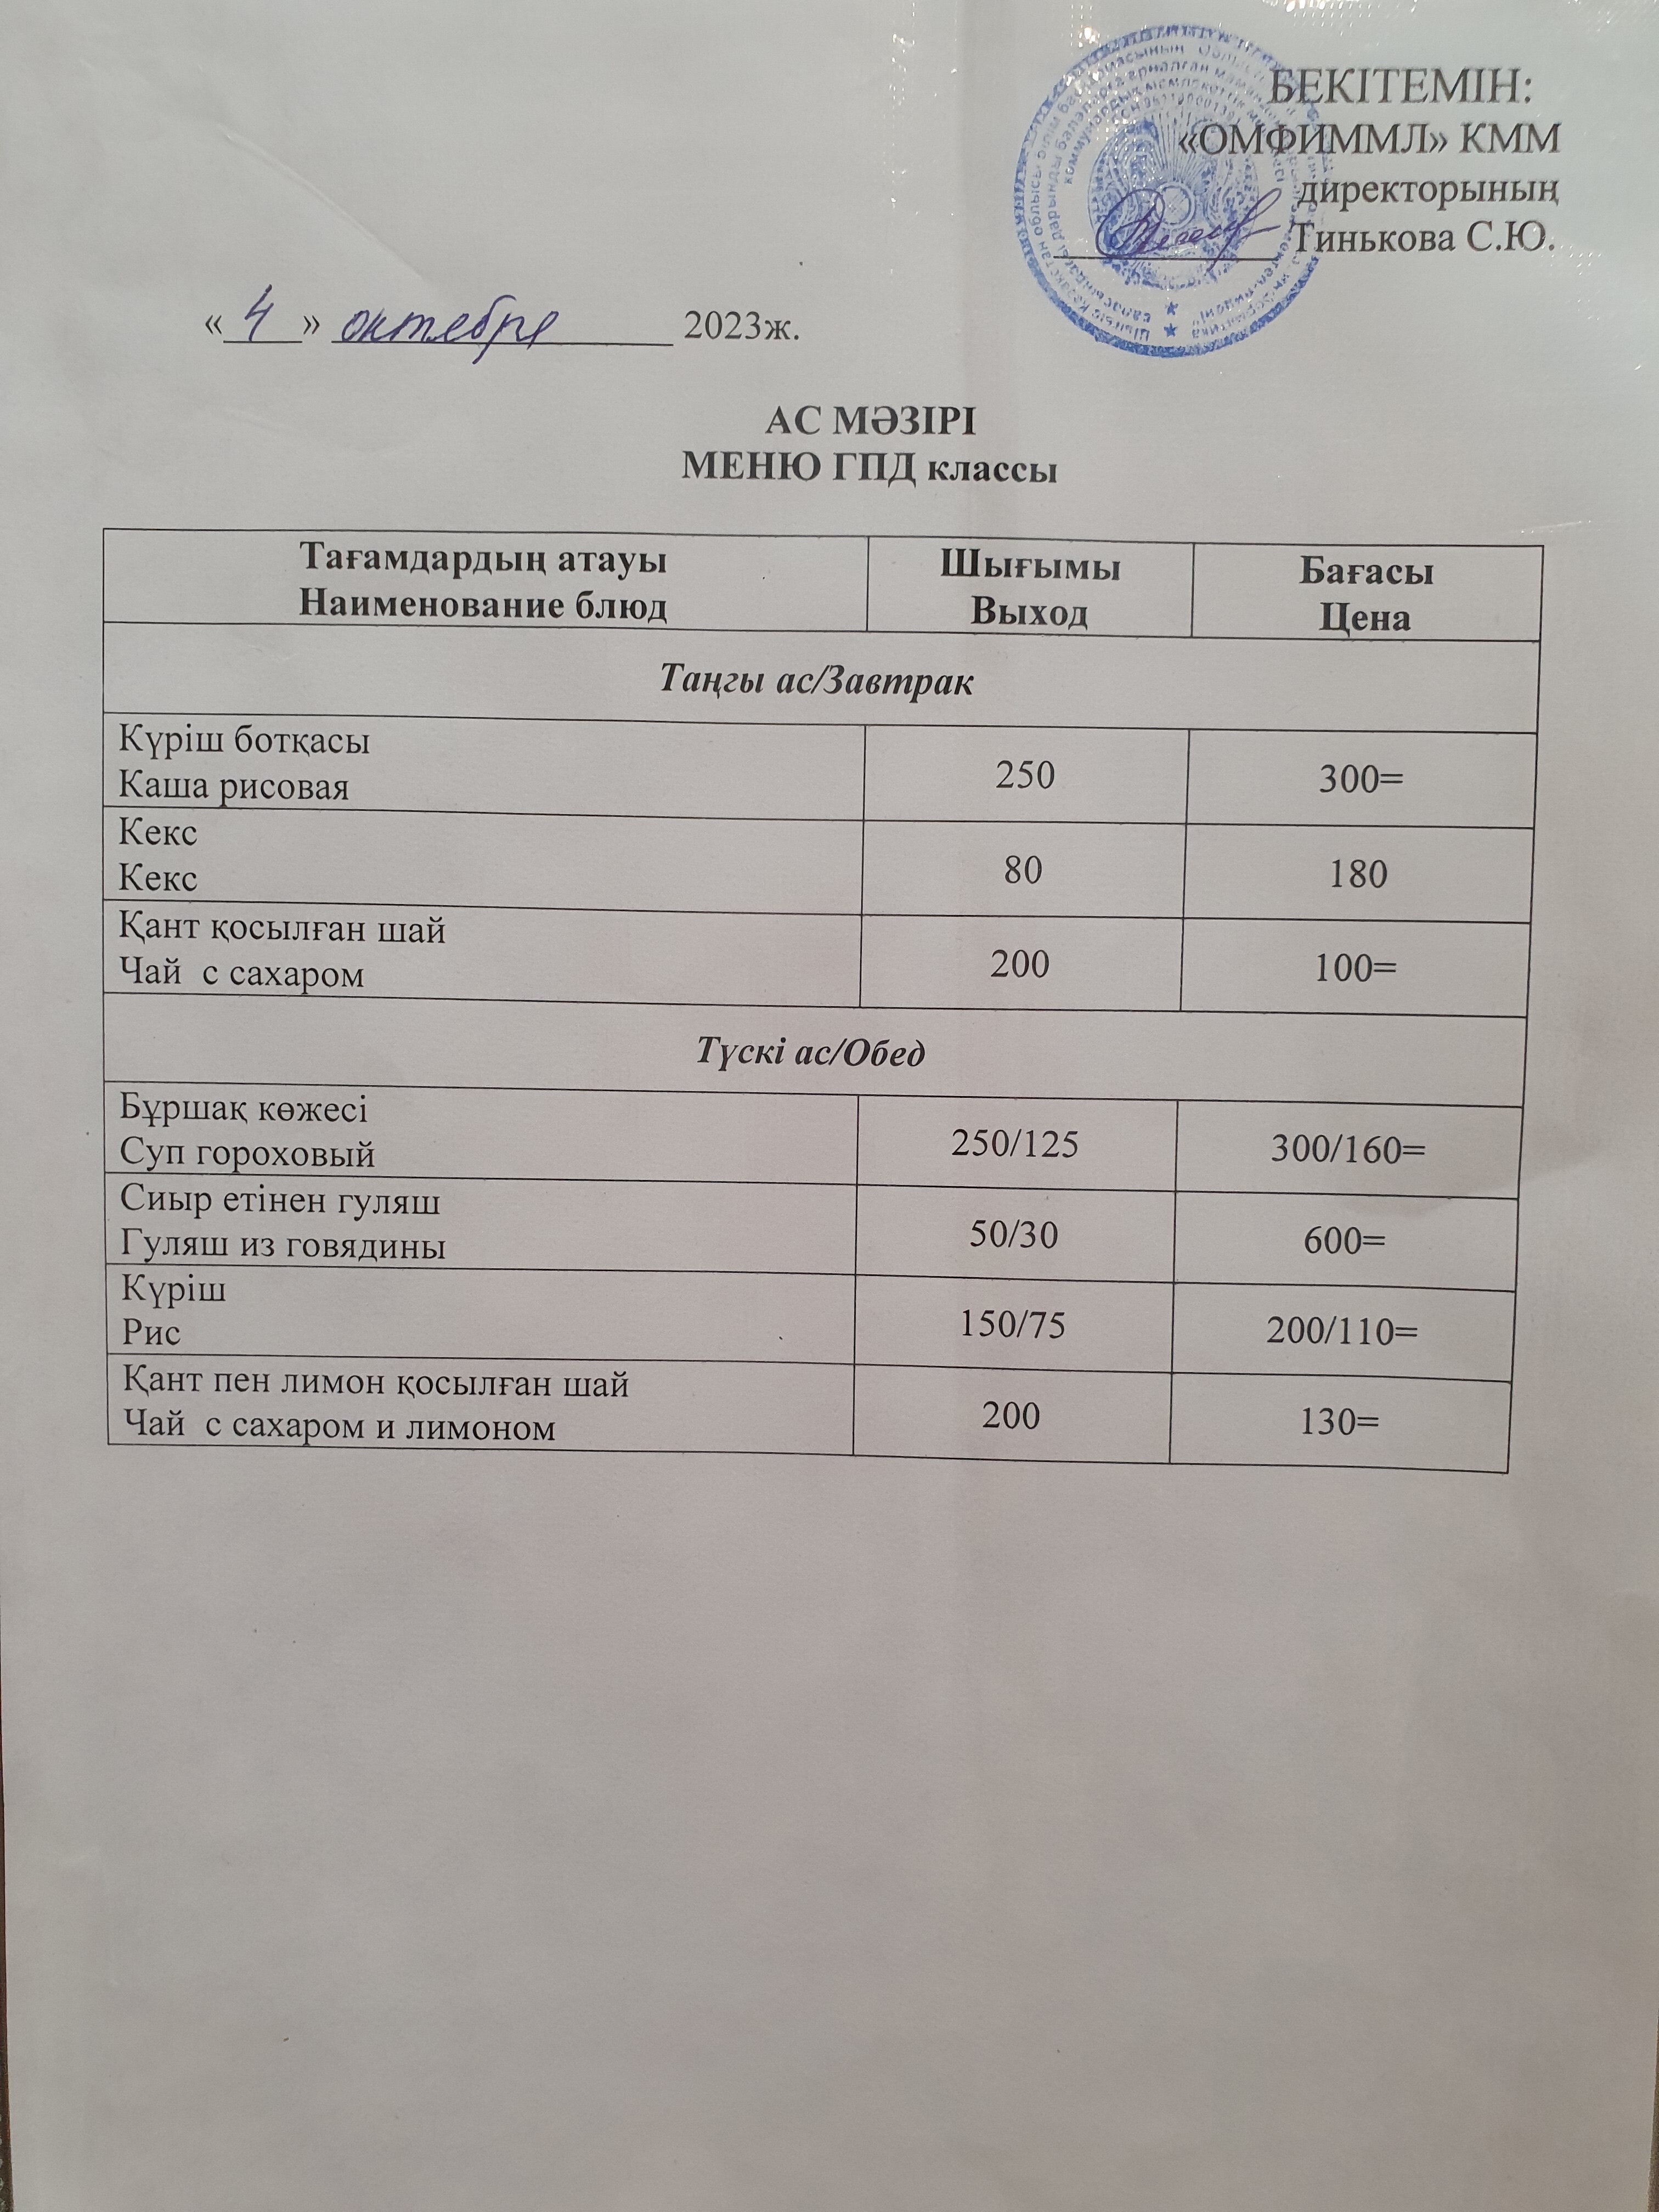 БЕКІТЕМІН:
«ОМФИММЛ» КММ
директорының
Тинькова С.Ю.
«4» октября 2023ж.
АС МӘЗІРІ
МЕНЮ ГПД классы
Тағамдардың атауы
Наименование блюд
Шығымы
Выход
Бағасы
Цена
Таңғы ас/Завтрак
Күріш ботқасы
Каша рисовая
250
300=
Кекс
Кекс
80
180
Қант қосылған шай
Чай с сахаром
200
100=
Түскі ас/Обед
Бұршақ көжесі
Суп гороховый
250/125
300/160=
Сиыр етінен гуляш
Гуляш из говядины
50/30
600=
Күріш
Рис
150/75
200/110=
Қант пен лимон қосылған шай
Чай с сахаром и лимоном
200
130=